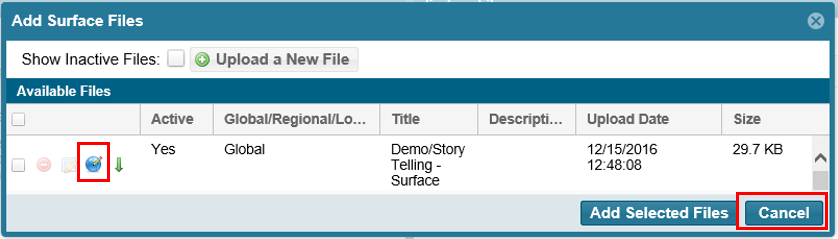 Add Surface Files
Show Inactive Files: Upload a New File
Available Files
Active Global/Regional/Lo... Title Descripti... Upload Date Size
Yes Global Demo/Story 12/15/2016 29.7 KB
Telling - 12:48:08
Surface
Add Selected Files Cancel